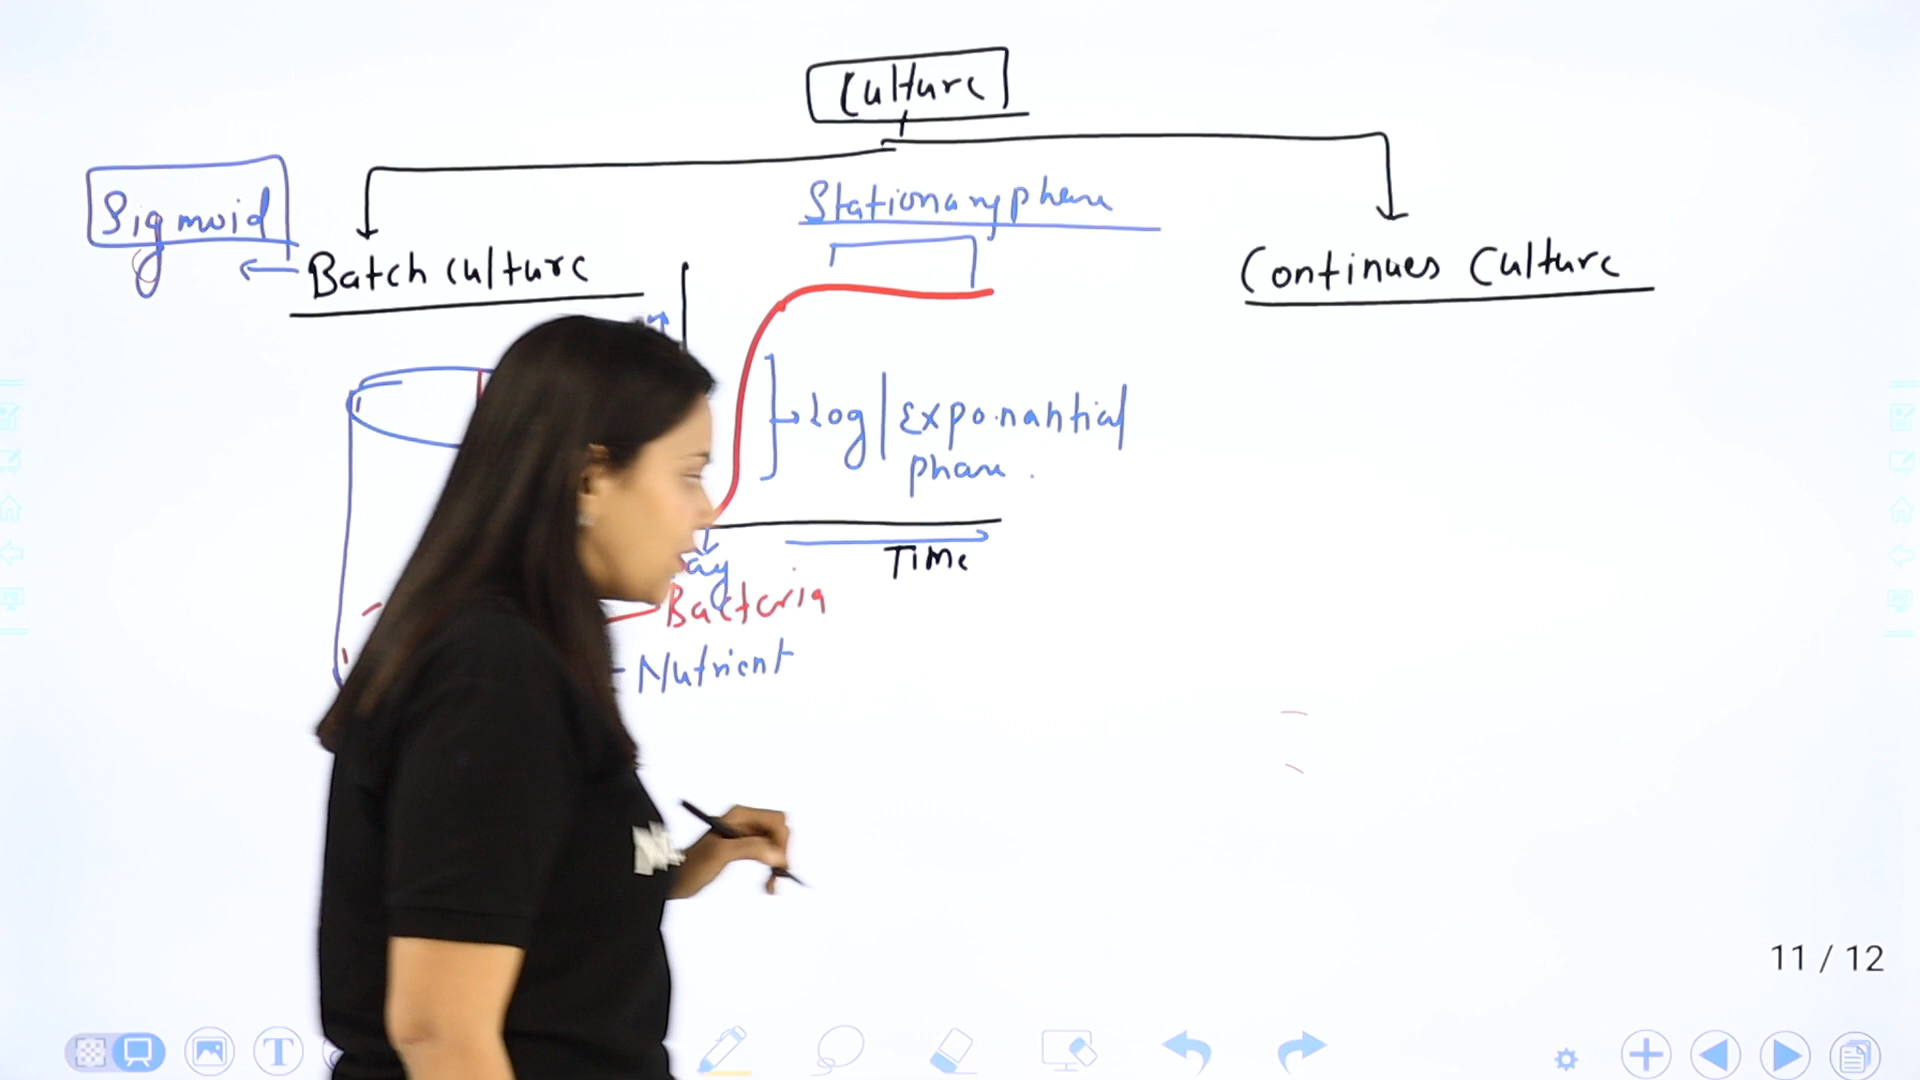 Culture
Sigmoid
Stationary phase
Batch culture
Continues Culture
Log | Exponantial
phase.
Time
Bacteria
Nutrient
11 / 12
T